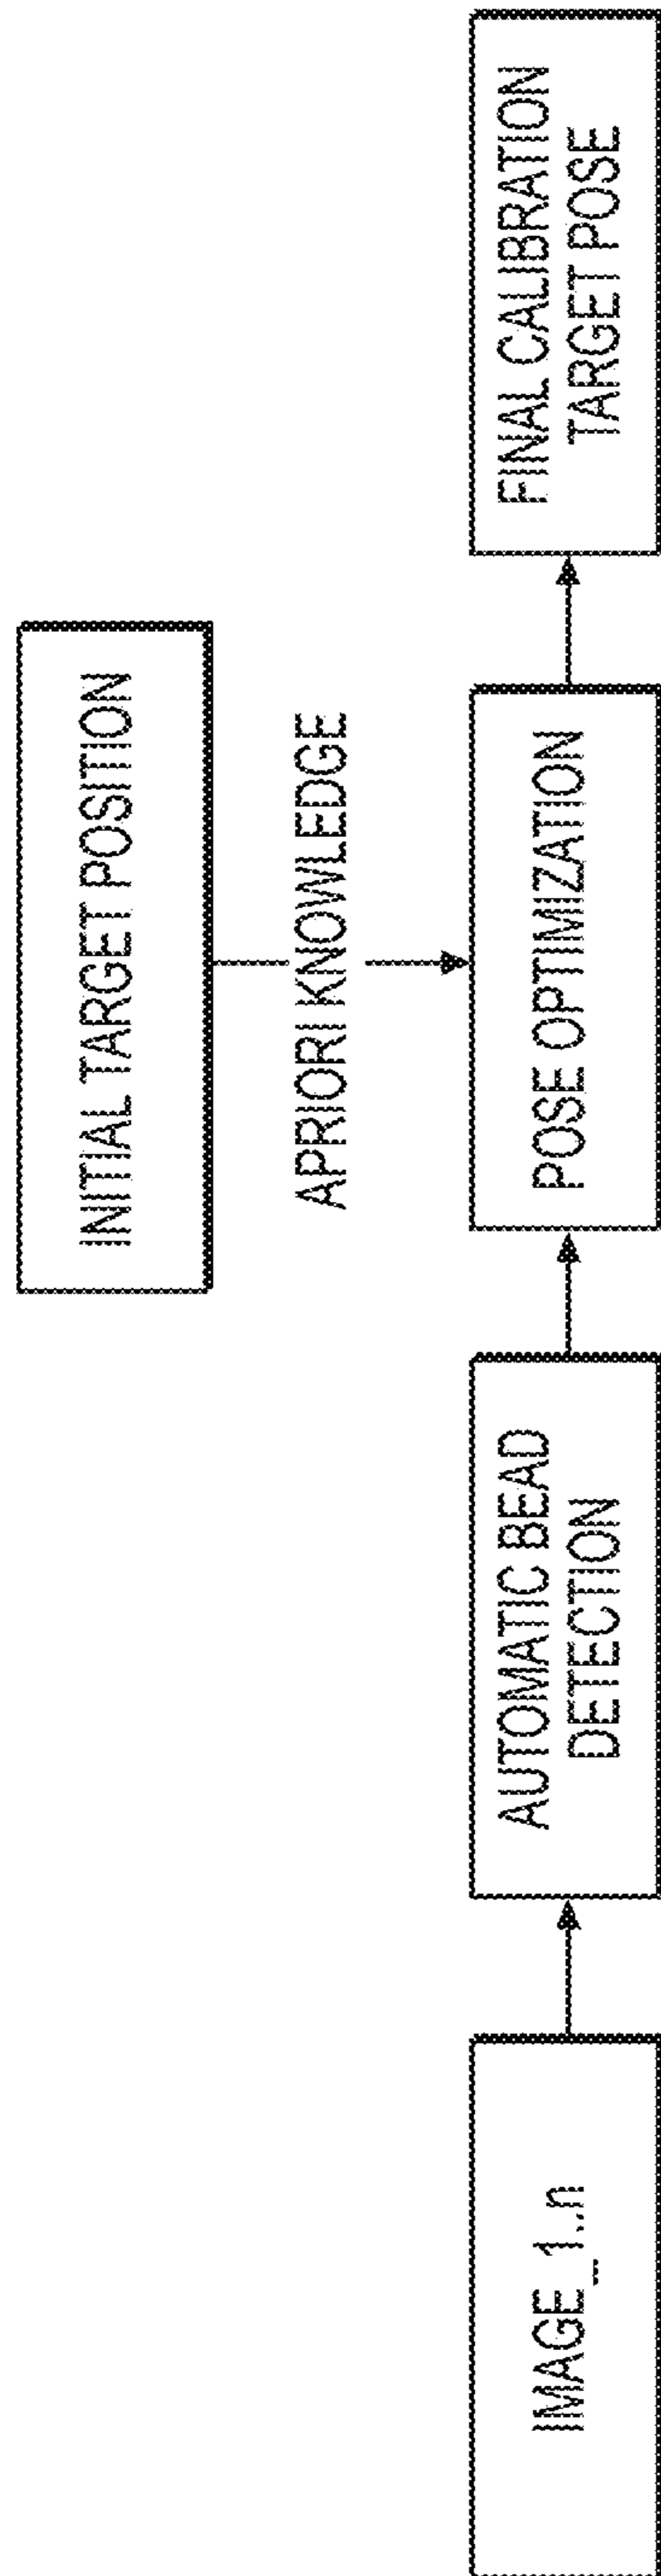 INITIAL TARGET POSITION
APRIORI KNOWLEDGE
IMAGE_1..n
AUTOMATIC BEAD
DETECTION
POSE OPTIMIZATION
FINAL CALIBRATION
TARGET POSE